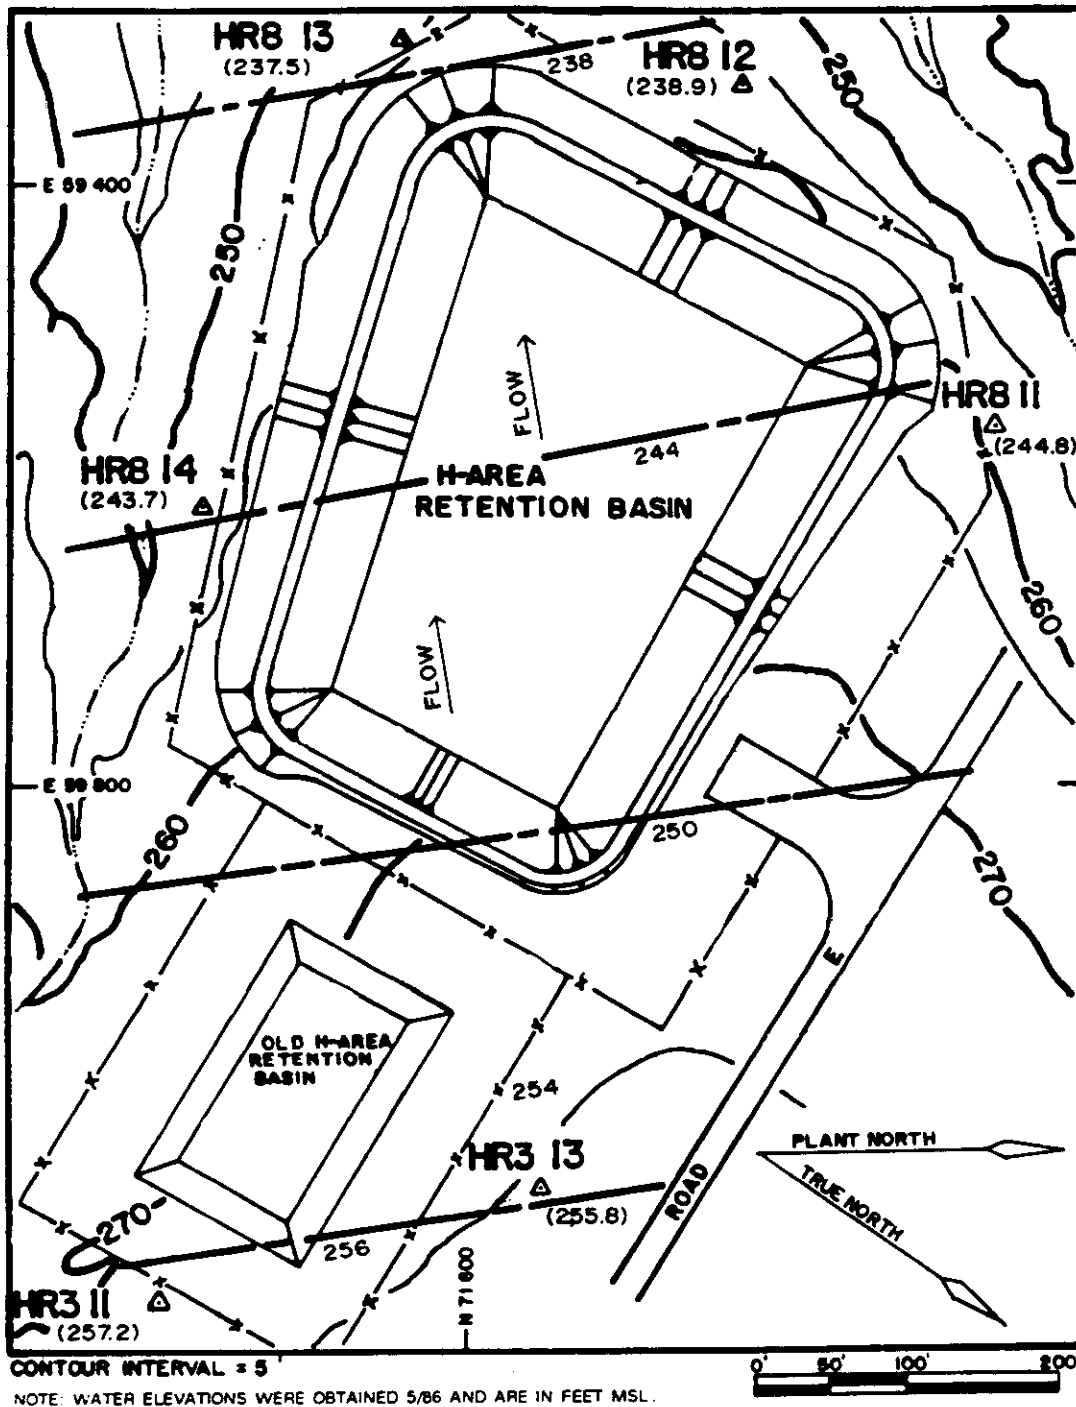 HR8 13
(237.5)
238
HR8 12
(238.9)
250
E 59 400
250
FLOW
HR8 11
(244.8)
244
HR8 14
(243.7)
H-AREA
RETENTION BASIN
260
FLOW
E 59 800
250
260
270
E
OLD H-AREA
RETENTION
BASIN
254
PLANT NORTH
HR3 13
(255.8)
ROAD
TRUE NORTH
270
256
N 71 600
HR3 11
(257.2)
CONTOUR INTERVAL = 5'
0' 50' 100' 200'
NOTE: WATER ELEVATIONS WERE OBTAINED 5/86 AND ARE IN FEET MSL.